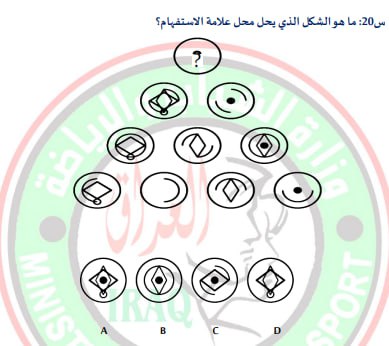 س20: ما هو الشكل الذي يحل محل علامة الاستفهام؟
?
وزارة الشباب والرياضة
العراق
IRAQ
MINISTRY
SPORT
A B C D